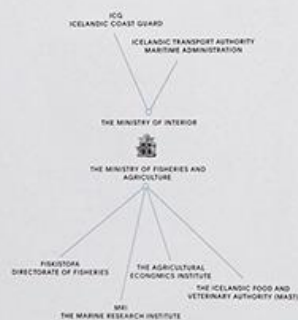 ICG
ICELANDIC COAST GUARD
ICELANDIC TRANSPORT AUTHORITY
MARITIME ADMINISTRATION
THE MINISTRY OF INTERIOR
THE MINISTRY OF FISHERIES AND
AGRICULTURE
FISKISTOFA
DIRECTORATE OF FISHERIES
THE AGRICULTURAL
ECONOMICS INSTITUTE
MRI
THE MARINE RESEARCH INSTITUTE
THE ICELANDIC FOOD AND
VETERINARY AUTHORITY (MAST)